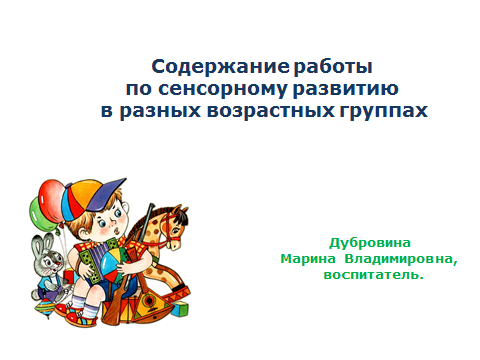 Содержание работы
по сенсорному развитию
в разных возрастных группах
Дубровина
Марина Владимировна,
воспитатель.